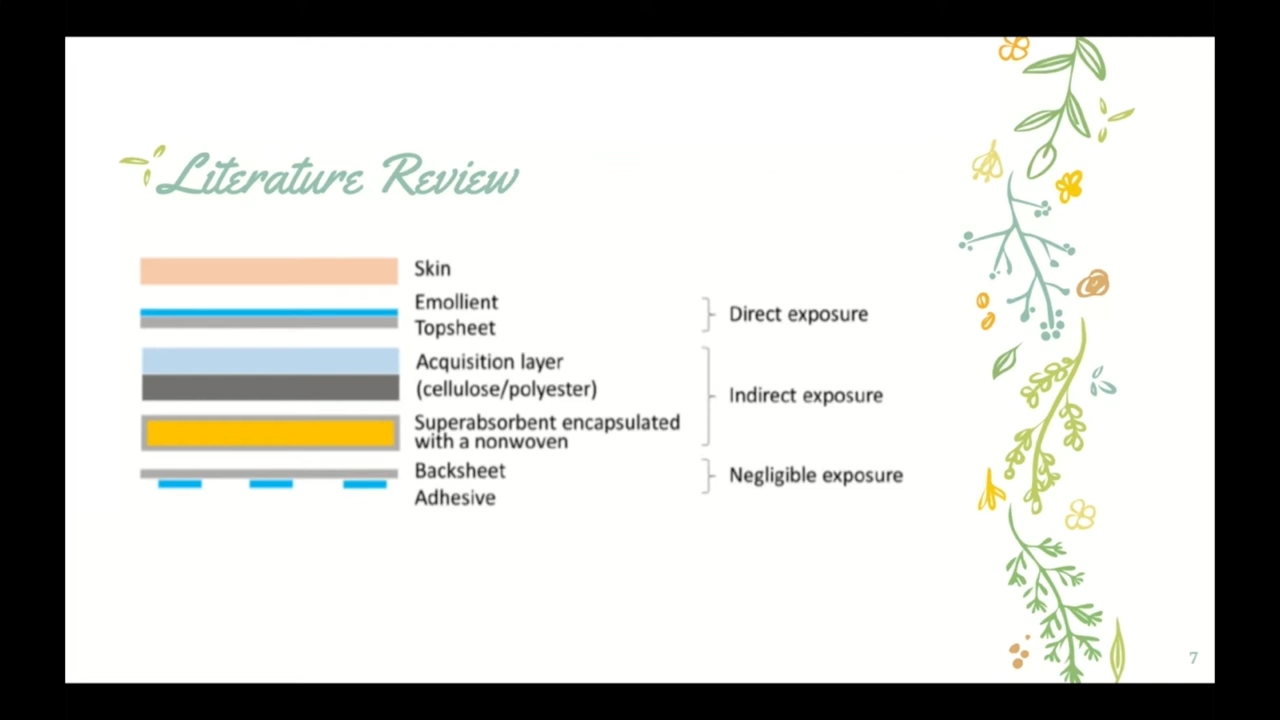 Literature Review
Skin
Emollient
Topsheet
Direct exposure
Acquisition layer
(cellulose/polyester)
Indirect exposure
Superabsorbent encapsulated
with a nonwoven
Backsheet
Negligible exposure
Adhesive
7